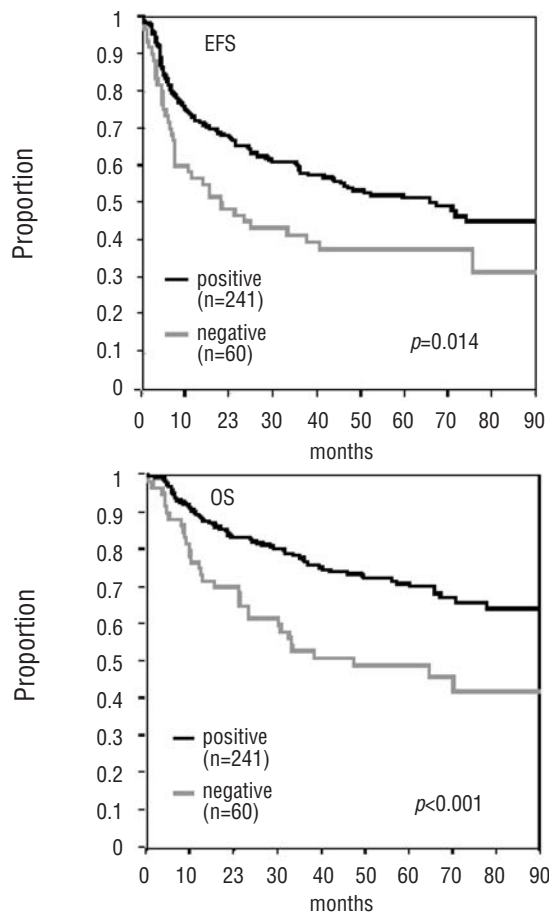 EFS
Proportion
1
0.9
0.8
0.7
0.6
0.5
0.4
0.3
0.2
0.1
0
positive
(n=241)
negative
(n=60)
p=0.014
0 10 23 30 40 50 60 70 80 90
months
OS
Proportion
1
0.9
0.8
0.7
0.6
0.5
0.4
0.3
0.2
0.1
0
positive
(n=241)
negative
(n=60)
p<0.001
0 10 23 30 40 50 60 70 80 90
months